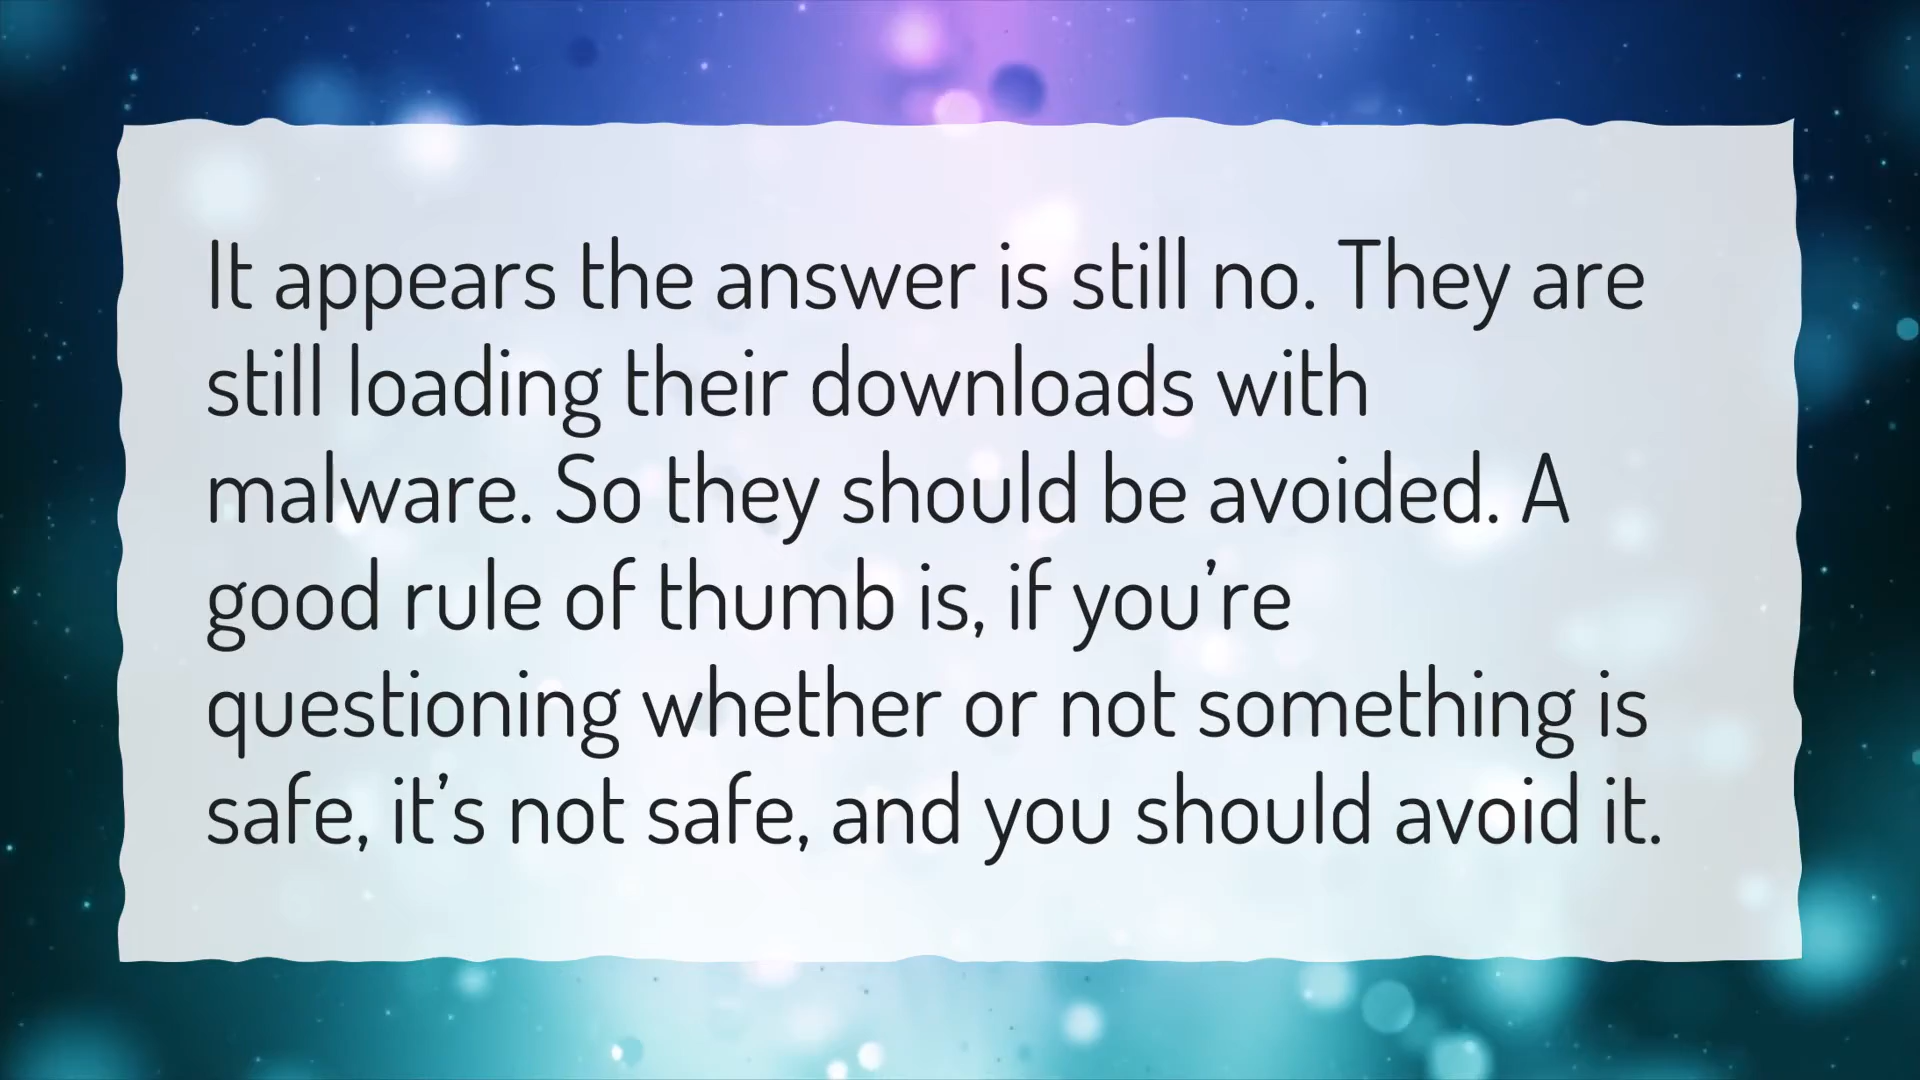 It appears the answer is still no. They are
still loading their downloads with
malware. So they should be avoided. A
good rule of thumb is, if you’re
questioning whether or not something is
safe, it’s not safe, and you should avoid it.